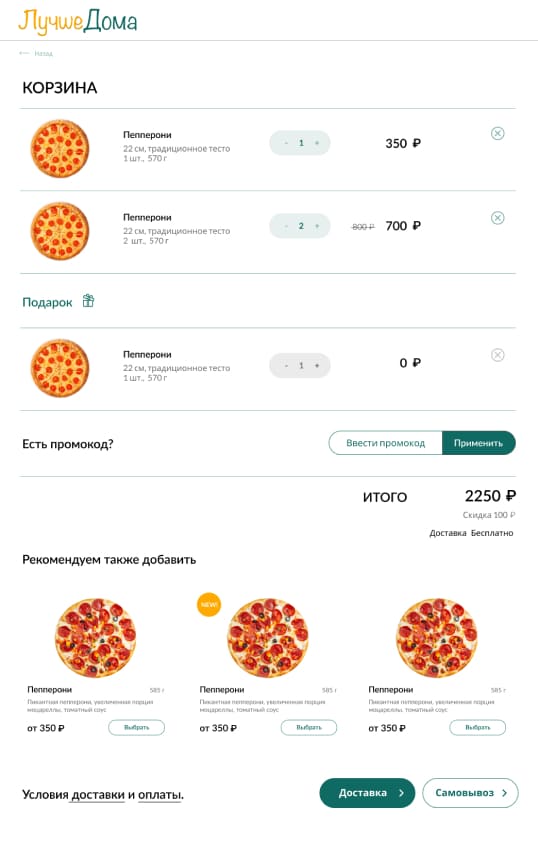 ЛучшеДома
Назад
КОРЗИНА
Пепперони
22 см, традиционное тесто
1 шт., 570 г
- 1 +
350 ₽
Пепперони
22 см, традиционное тесто
2 шт., 570 г
- 2 +
800 ₽ 700 ₽
Подарок
Пепперони
22 см, традиционное тесто
1 шт., 570 г
- 1 +
0 ₽
Есть промокод?
Ввести промокод
Применить
ИТОГО 2250 ₽
Скидка 100 ₽
Доставка Бесплатно
Рекомендуем также добавить
NEW!
Пепперони 585 г
Пикантная пепперони, увеличенная порция
моцареллы, томатный соус
от 350 ₽ Выбрать
Пепперони 585 г
Пикантная пепперони, увеличенная порция
моцареллы, томатный соус
от 350 ₽ Выбрать
Пепперони 585 г
Пикантная пепперони, увеличенная порция
моцареллы, томатный соус
от 350 ₽ Выбрать
Условия доставки и оплаты.
Доставка
Самовывоз